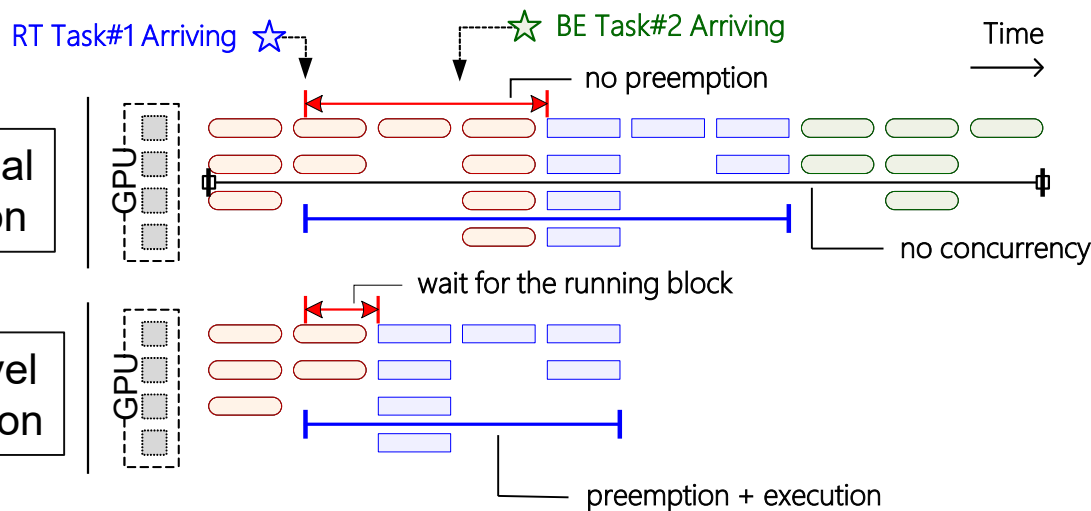 RT Task#1 Arriving
BE Task#2 Arriving
Time
no preemption
al
on
GPU
no concurrency
wait for the running block
vel
on
GPU
preemption + execution